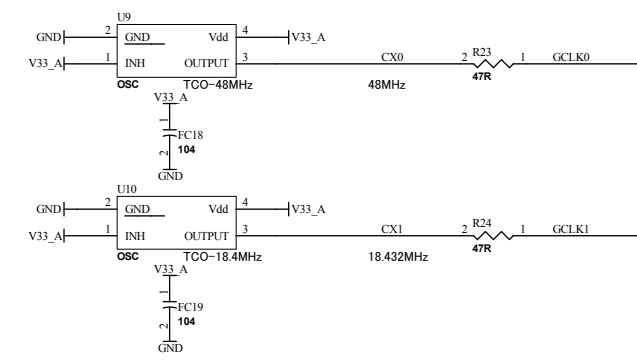 U9
GND 2 GND Vdd 4 V33_A
V33_A 1 INH OUTPUT 3 CX0 2 R23 1 GCLK0
OSC TCO-48MHz 48MHz 47R
V33_A
1
FC18
104
2
GND
U10
GND 2 GND Vdd 4 V33_A
V33_A 1 INH OUTPUT 3 CX1 2 R24 1 GCLK1
OSC TCO-18.4MHz 18.432MHz 47R
V33_A
1
FC19
104
2
GND